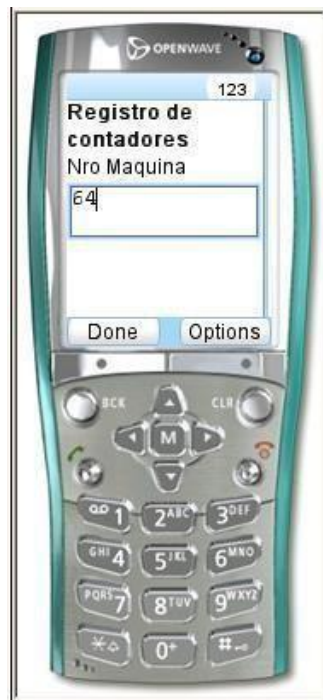 OPENWAVE
123
Registro de
contadores
Nro Maquina
64
Done Options
BCK CLR
M
1 2ABC 3DEF
GHI4 5JKL 6MNO
PQRS7 8TUV 9WXYZ
* 0+ #